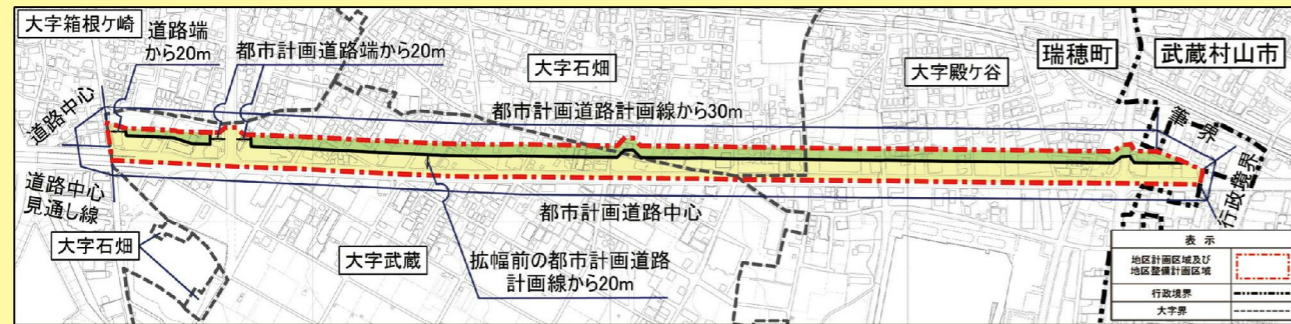 大字箱根ケ崎
道路端
から20m
都市計画道路端から20m
大字石畑
大字殿ケ谷
瑞穂町
武蔵村山市
都市計画道路計画線から30m
道路中心
筆界
行政境界
道路中心
見通し線
大字石畑
大字武蔵
都市計画道路中心
拡幅前の都市計画道路
計画線から20m
表 示
地区計画区域及び
地区整備計画区域
行政境界
大字界